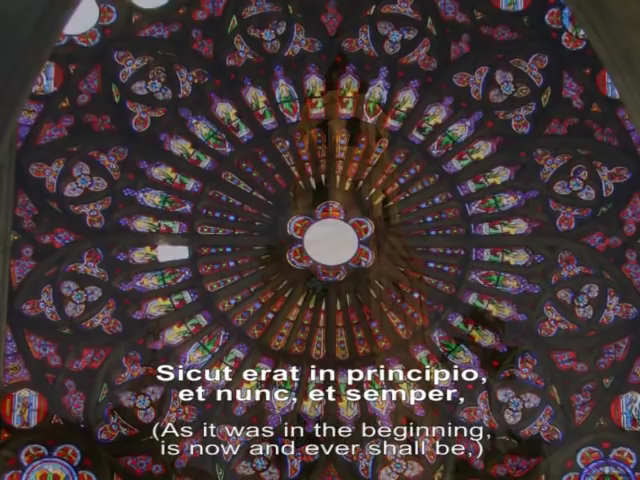 Sicut erat in principio,
et nunc, et semper,
(As it was in the beginning,
is now and ever shall be,)